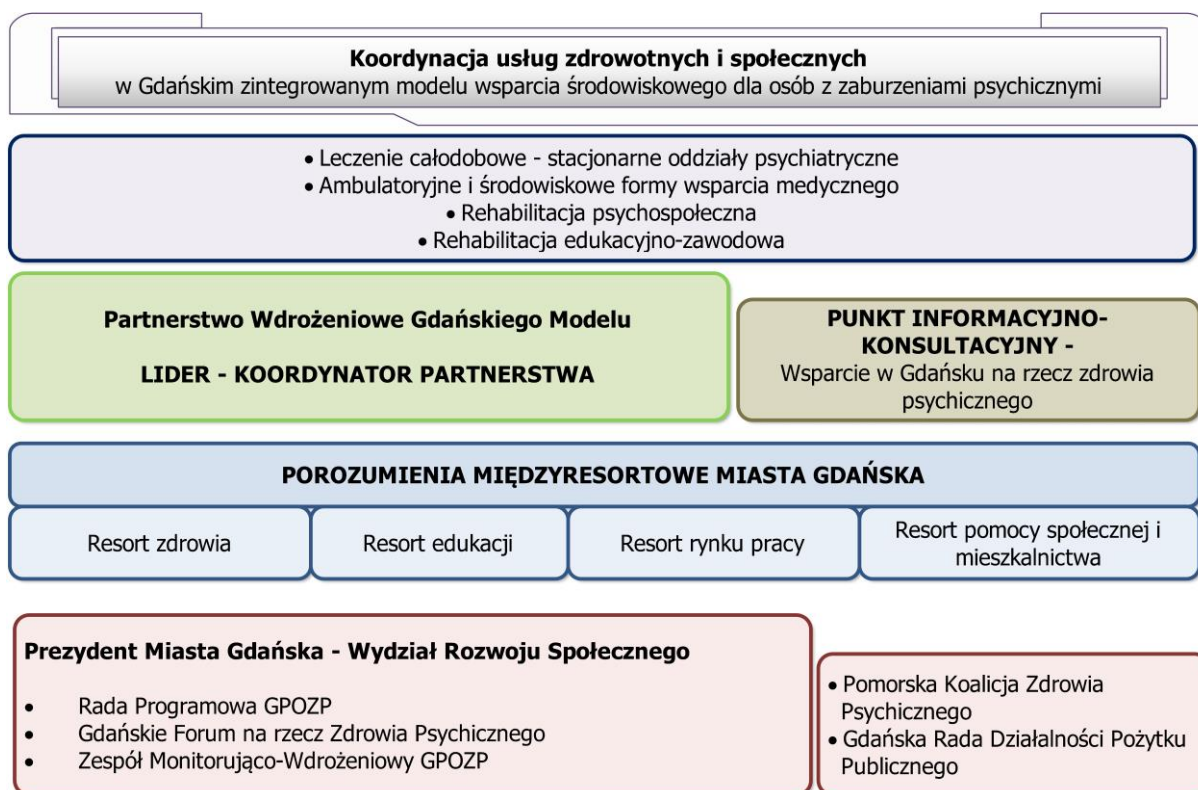 Koordynacja usług zdrowotnych i społecznych
w Gdańskim zintegrowanym modelu wsparcia środowiskowego dla osób z zaburzeniami psychicznymi
• Leczenie całodobowe - stacjonarne oddziały psychiatryczne
• Ambulatoryjne i środowiskowe formy wsparcia medycznego
• Rehabilitacja psychospołeczna
• Rehabilitacja edukacyjno-zawodowa
Partnerstwo Wdrożeniowe Gdańskiego Modelu
LIDER - KOORDYNATOR PARTNERSTWA
PUNKT INFORMACYJNO-
KONSULTACYJNY -
Wsparcie w Gdańsku na rzecz zdrowia
psychicznego
POROZUMIENIA MIĘDZYRESORTOWE MIASTA GDAŃSKA
Resort zdrowia
Resort edukacji
Resort rynku pracy
Resort pomocy społecznej i
mieszkalnictwa
Prezydent Miasta Gdańska - Wydział Rozwoju Społecznego
• Rada Programowa GPOZP
• Gdańskie Forum na rzecz Zdrowia Psychicznego
• Zespół Monitorująco-Wdrożeniowy GPOZP
• Pomorska Koalicja Zdrowia
Psychicznego
• Gdańska Rada Działalności Pożytku
Publicznego